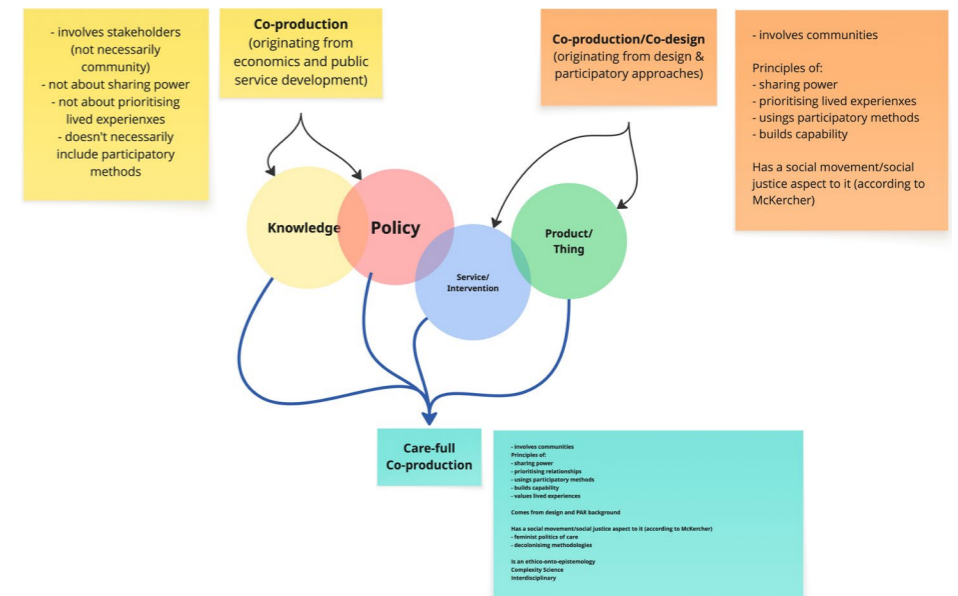 - involves stakeholders
(not necessarily
community)
- not about sharing power
- not about prioritising
lived experienxes
- doesn't necessarily
include participatory
methods
Co-production
(originating from
economics and public
service development)
Co-production/Co-design
(originating from design &
participatory approaches)
- involves communities
Principles of:
- sharing power
- prioritising lived experienxes
- usings participatory methods
- builds capability
Has a social movement/social
justice aspect to it (according to
McKercher)
Knowledge
Policy
Service/
Intervention
Product/
Thing
Care-full
Co-production
- involves communities
Principles of:
- sharing power
- prioritising relationships
- usings participatory methods
- builds capability
- values lived experiences
Comes from design and PAR background
Has a social movement/social justice aspect to it (according to McKercher)
- feminist politics of care
- decolonisimg methodologies
Is an ethico-onto-epistemology
Complexity Science
Interdisciplinary